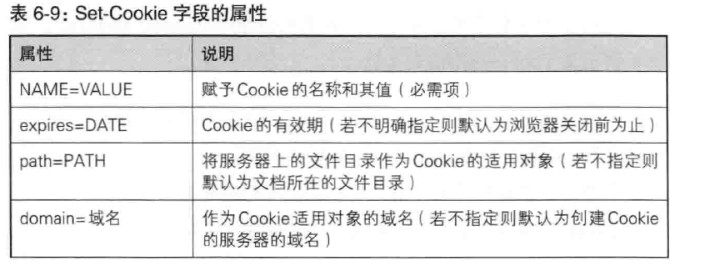 表 6-9：Set-Cookie 字段的属性
属性 说明
NAME=VALUE 赋予 Cookie 的名称和其值（必需项）
expires=DATE Cookie 的有效期（若不明确指定则默认为浏览器关闭前为止）
path=PATH 将服务器上的文件目录作为 Cookie 的适用对象（若不指定则
默认为文档所在的文件目录）
domain=域名 作为 Cookie 适用对象的域名（若不指定则默认为创建 Cookie
的服务器的域名）